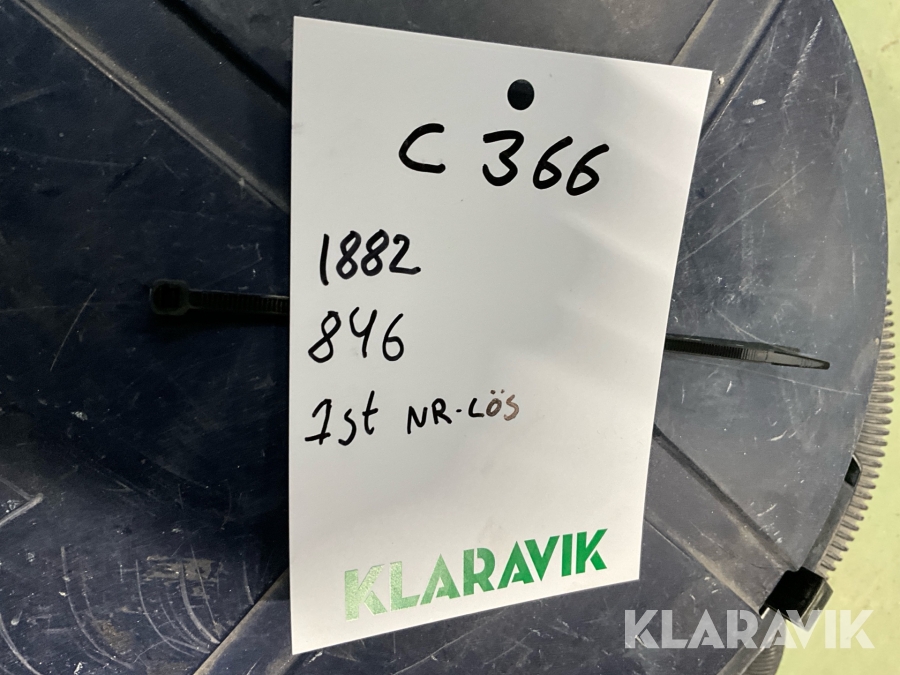 C 366
1882
846
1st NR-LÖS
KLARAVIK
KLARAVIK